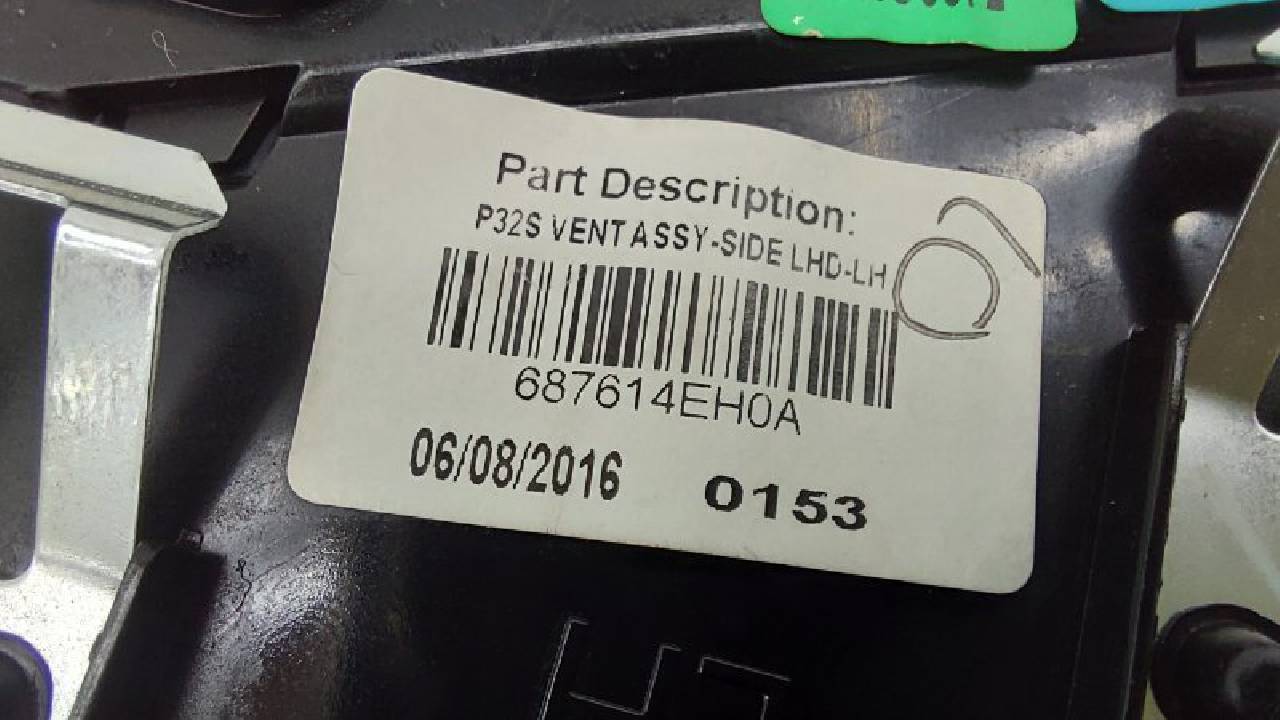 Part Description:
P32S VENT ASSY-SIDE LHD-LH
687614EH0A
06/08/2016 0153